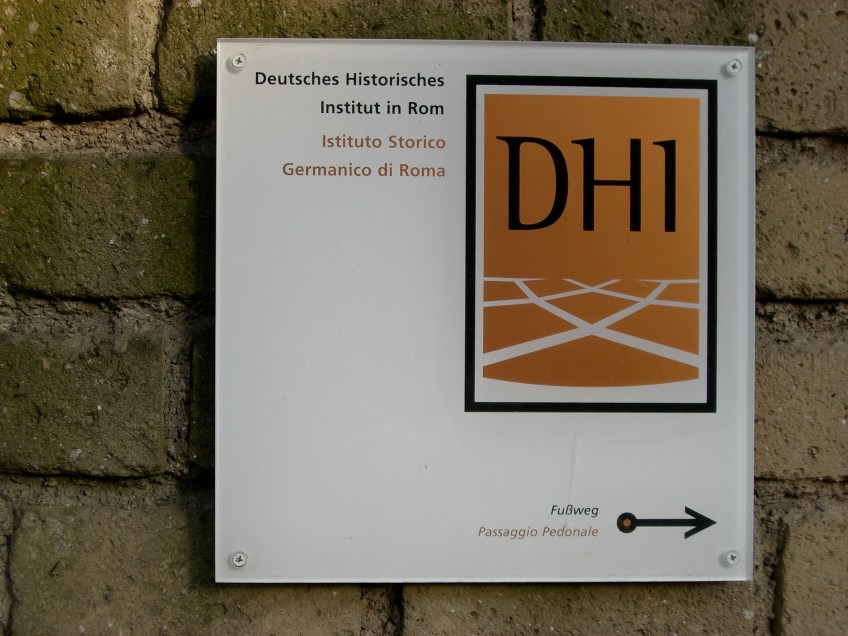 Deutsches Historisches
Institut in Rom
Istituto Storico
Germanico di Roma
DHI
Fußweg
Passaggio Pedonale